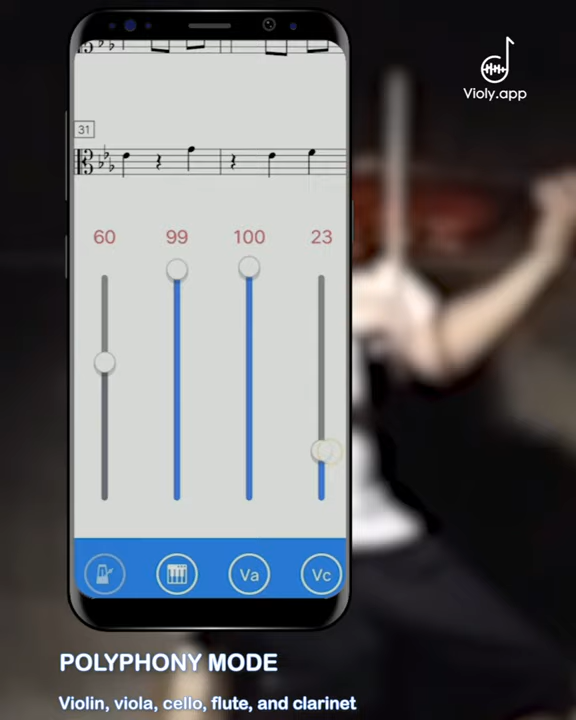 Violy.app
31
60 99 100 23
Va Vc
POLYPHONY MODE
Violin, viola, cello, flute, and clarinet